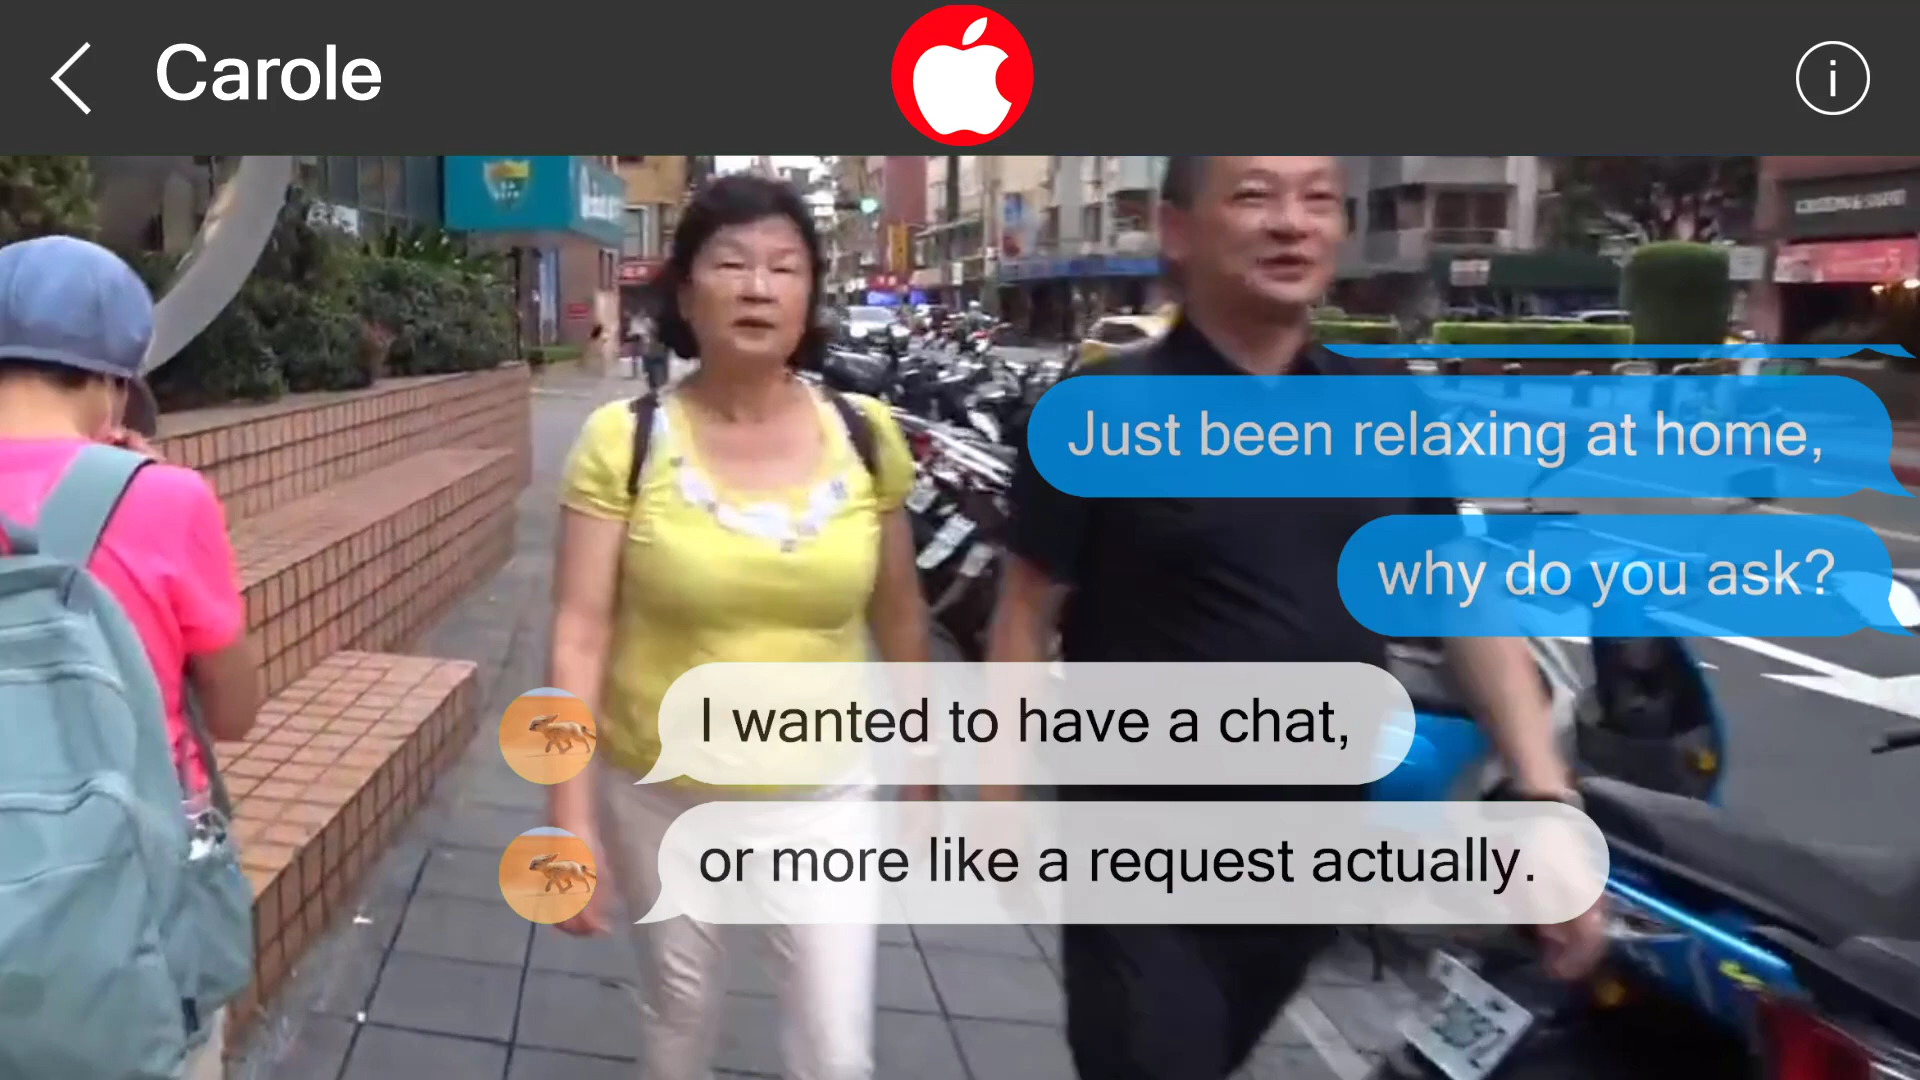 Carole
Just been relaxing at home,
why do you ask?
I wanted to have a chat,
or more like a request actually.